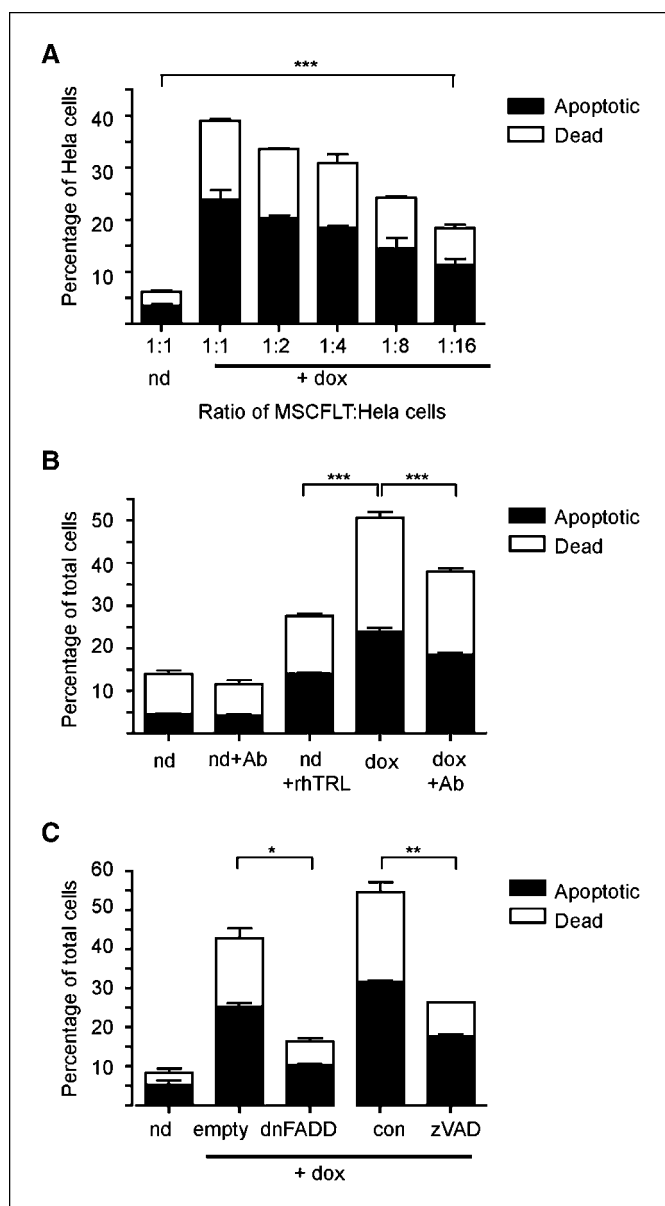 A
***
Apoptotic
Dead
Percentage of Hela cells
40
30
20
10
1:1 1:1 1:2 1:4 1:8 1:16
nd + dox
Ratio of MSCFLT:Hela cells
B
*** ***
Apoptotic
Dead
Percentage of total cells
50
40
30
20
10
nd nd+Ab nd dox dox
+rhTRL +Ab
C
* **
Apoptotic
Dead
Percentage of total cells
60
50
40
30
20
10
nd empty dnFADD con zVAD
+ dox